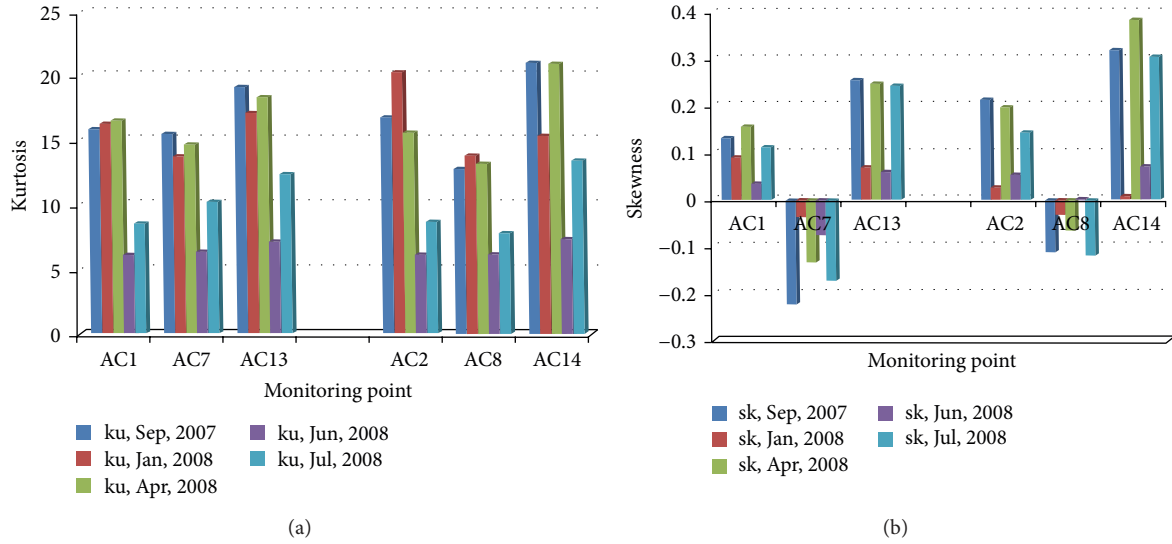 25
20
15
10
5
0
Kurtosis
AC1 AC7 AC13 AC2 AC8 AC14
Monitoring point
ku, Sep, 2007
ku, Jan, 2008
ku, Apr, 2008
ku, Jun, 2008
ku, Jul, 2008
(a)
0.4
0.3
0.2
0.1
0
−0.1
−0.2
−0.3
Skewness
AC1 AC7 AC13 AC2 AC8 AC14
Monitoring point
sk, Sep, 2007
sk, Jan, 2008
sk, Apr, 2008
sk, Jun, 2008
sk, Jul, 2008
(b)